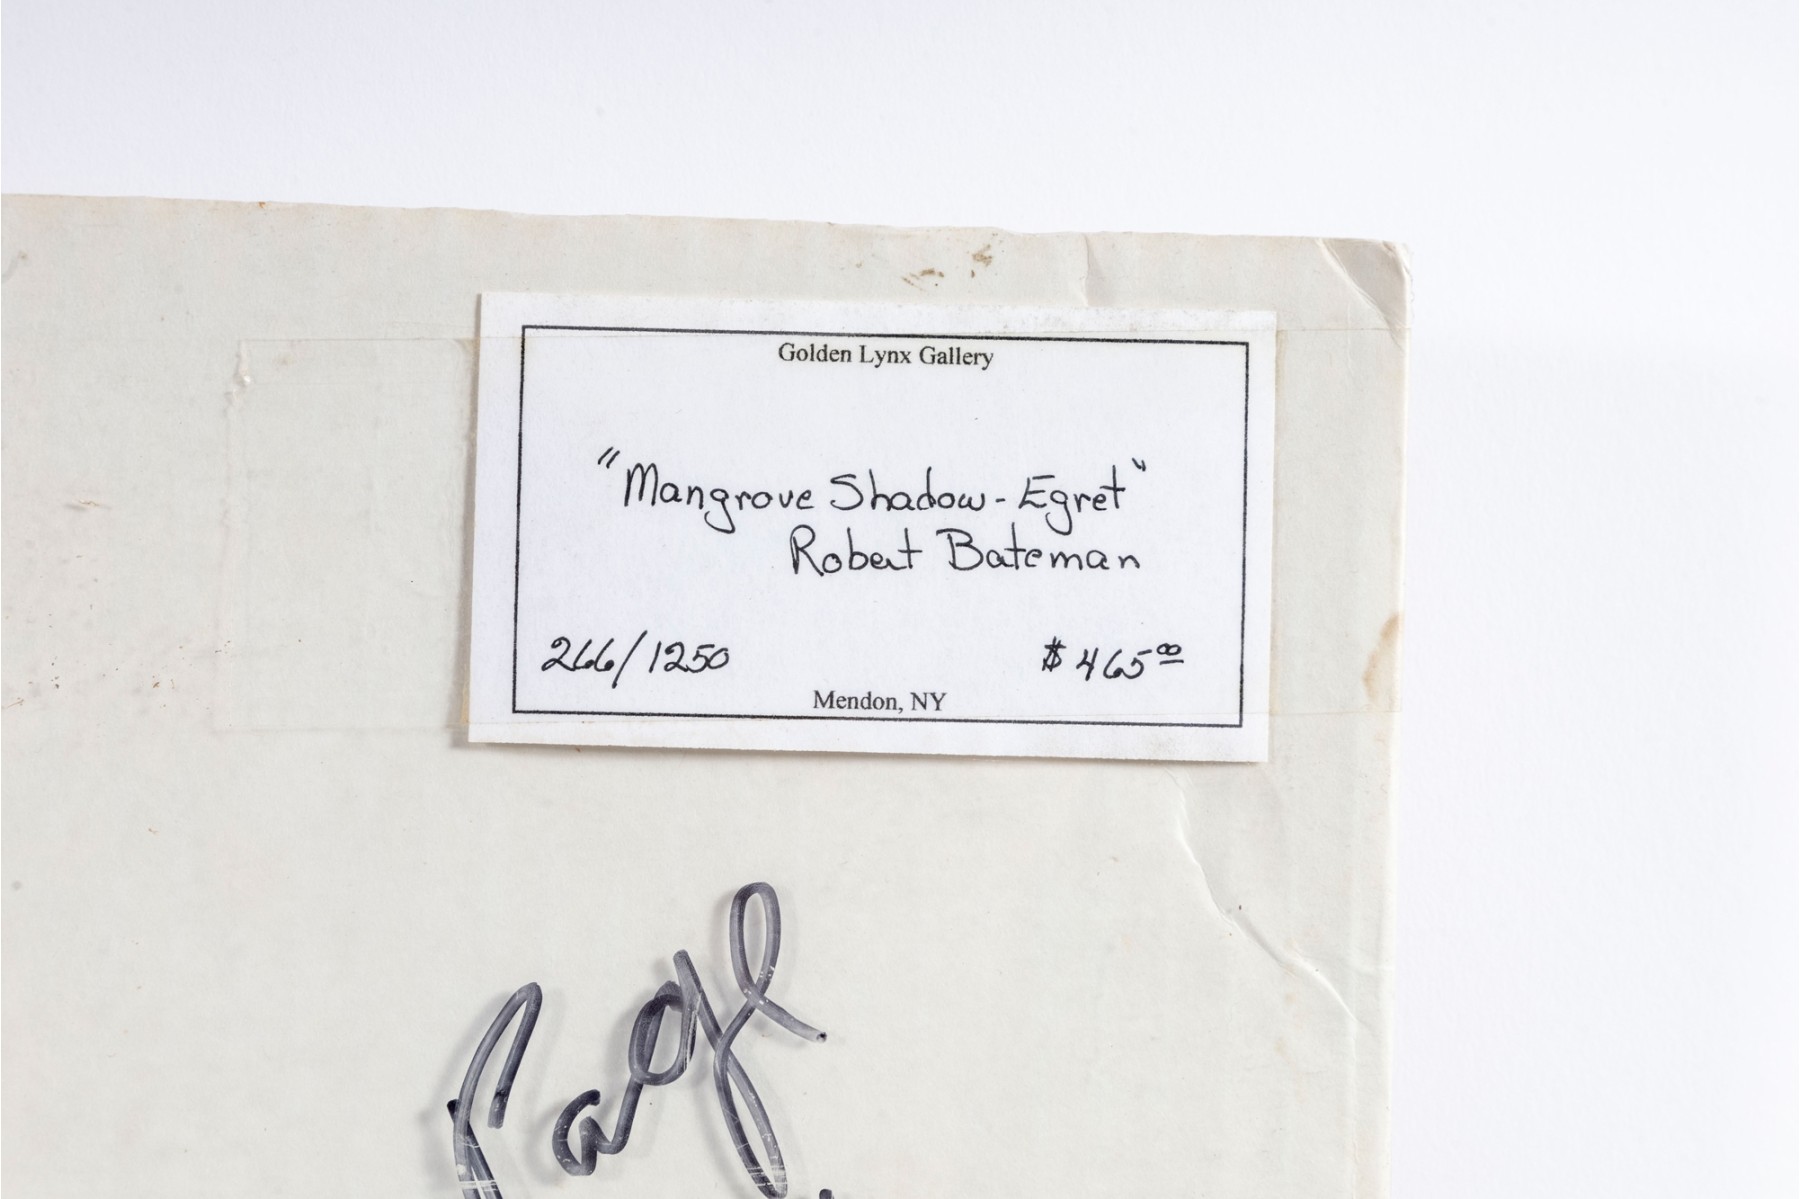 Golden Lynx Gallery
"Mangrove Shadow - Egret"
Robert Bateman
266/1250 $465.00
Mendon, NY